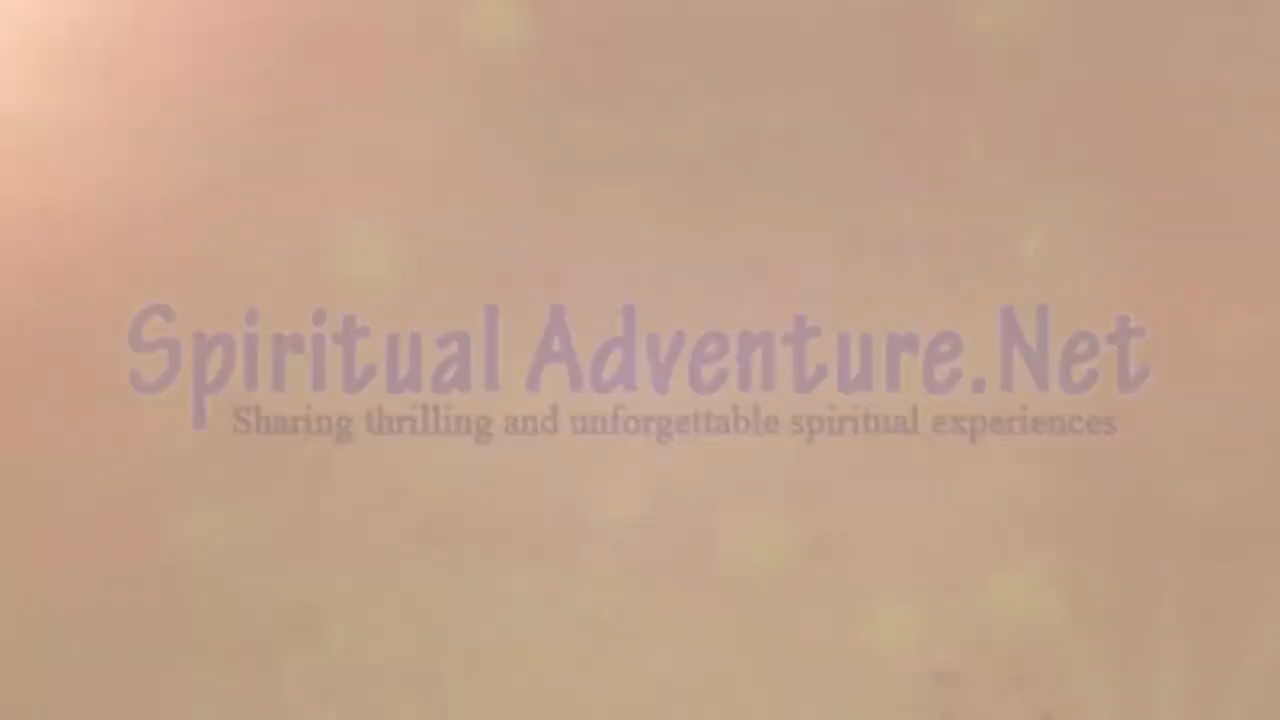 Spiritual Adventure.Net
Sharing thrilling and unforgettable spiritual experiences